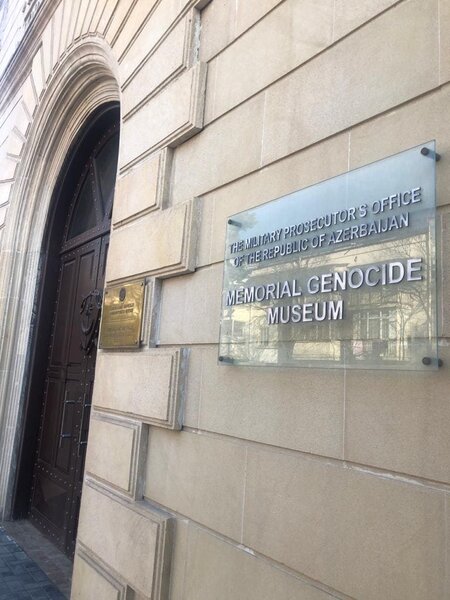 THE MILITARY PROSECUTOR'S OFFICE
OF THE REPUBLIC OF AZERBAIJAN
MEMORIAL GENOCIDE
MUSEUM